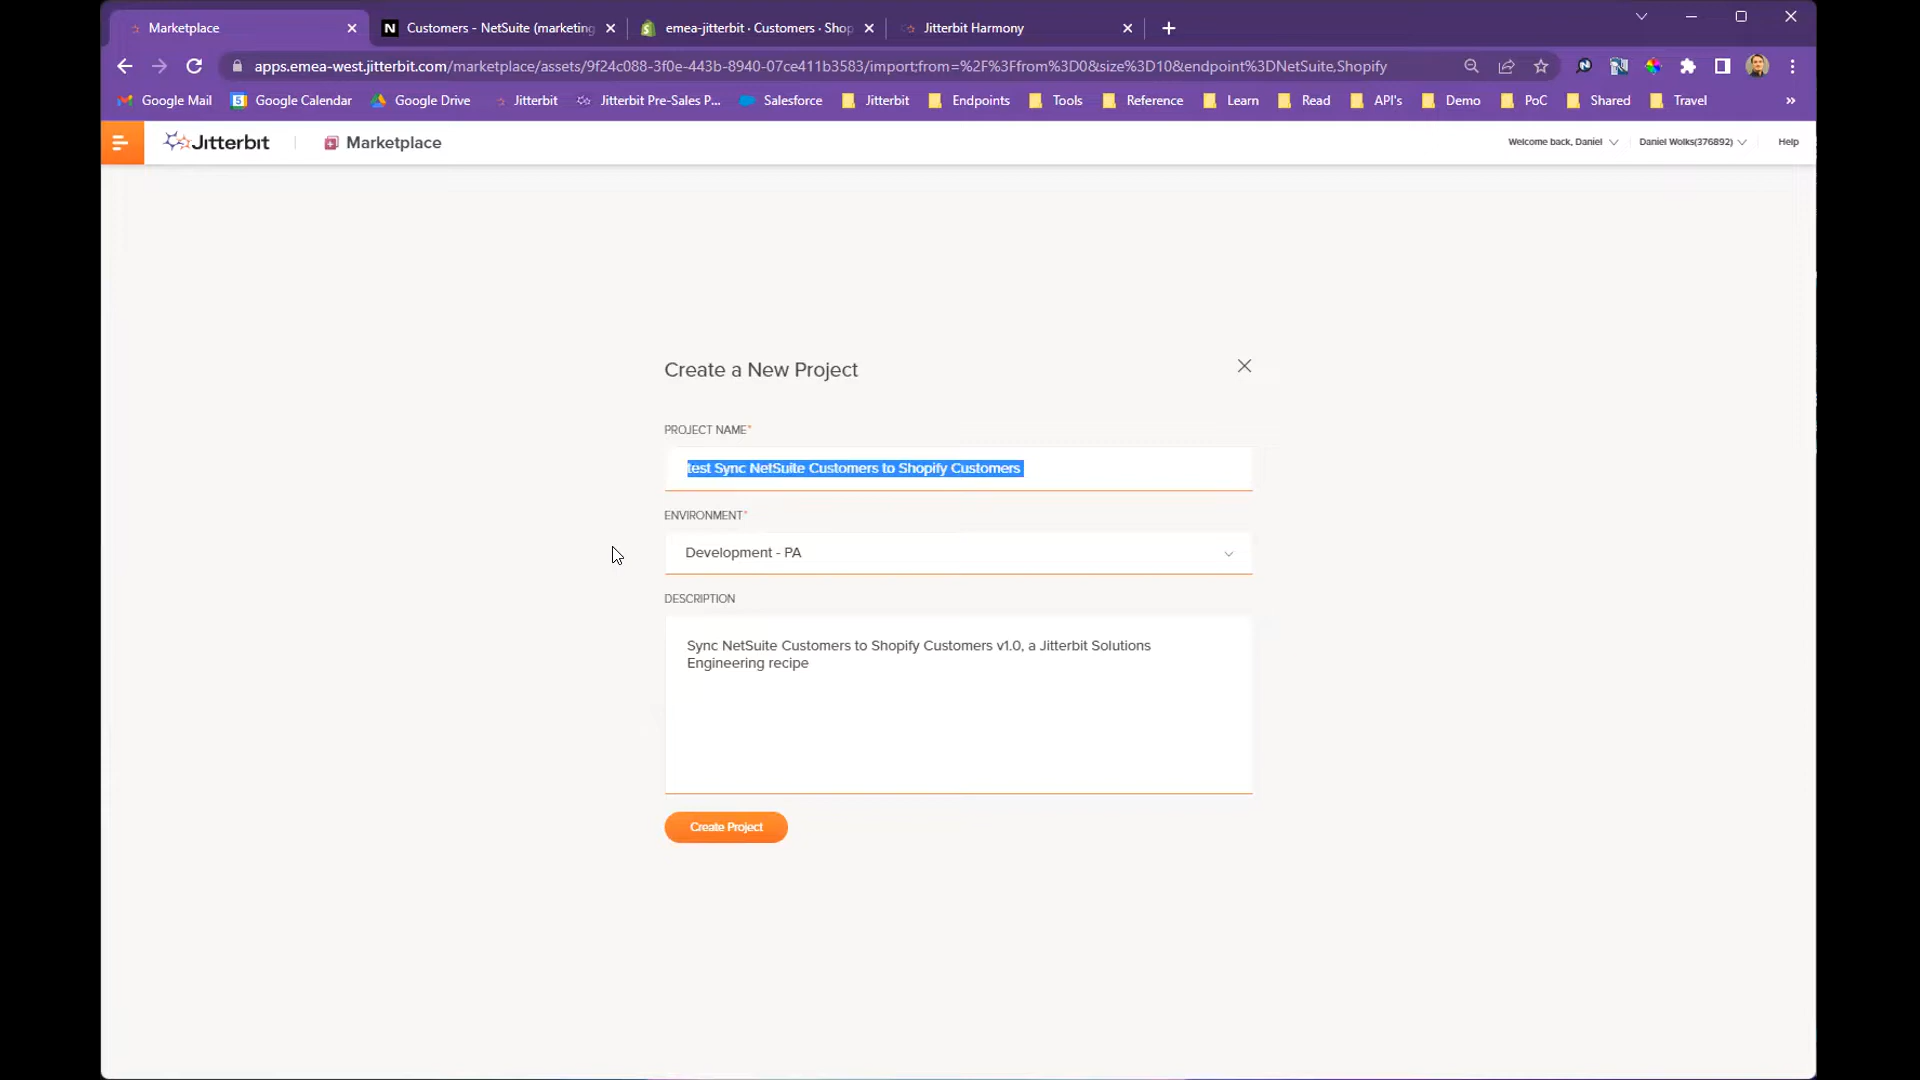 Marketplace
Customers - NetSuite (marketing
emea-jitterbit · Customers · Shop
Jitterbit Harmony
apps.emea-west.jitterbit.com/marketplace/assets/9f24c088-3f0e-443b-8940-07ce411b3583/import;from=%2F%3Ffrom%3D0&size%3D10&endpoint%3DNetSuite,Shopify
Google Mail
Google Calendar
Google Drive
Jitterbit
Jitterbit Pre-Sales P...
Salesforce
Jitterbit
Endpoints
Tools
Reference
Learn
Read
API's
Demo
PoC
Shared
Travel
»
Jitterbit
Marketplace
Welcome back, Daniel
Daniel Wolks(376892)
Help
Create a New Project
PROJECT NAME*
test Sync NetSuite Customers to Shopify Customers
ENVIRONMENT*
Development - PA
DESCRIPTION
Sync NetSuite Customers to Shopify Customers v1.0, a Jitterbit Solutions
Engineering recipe
Create Project